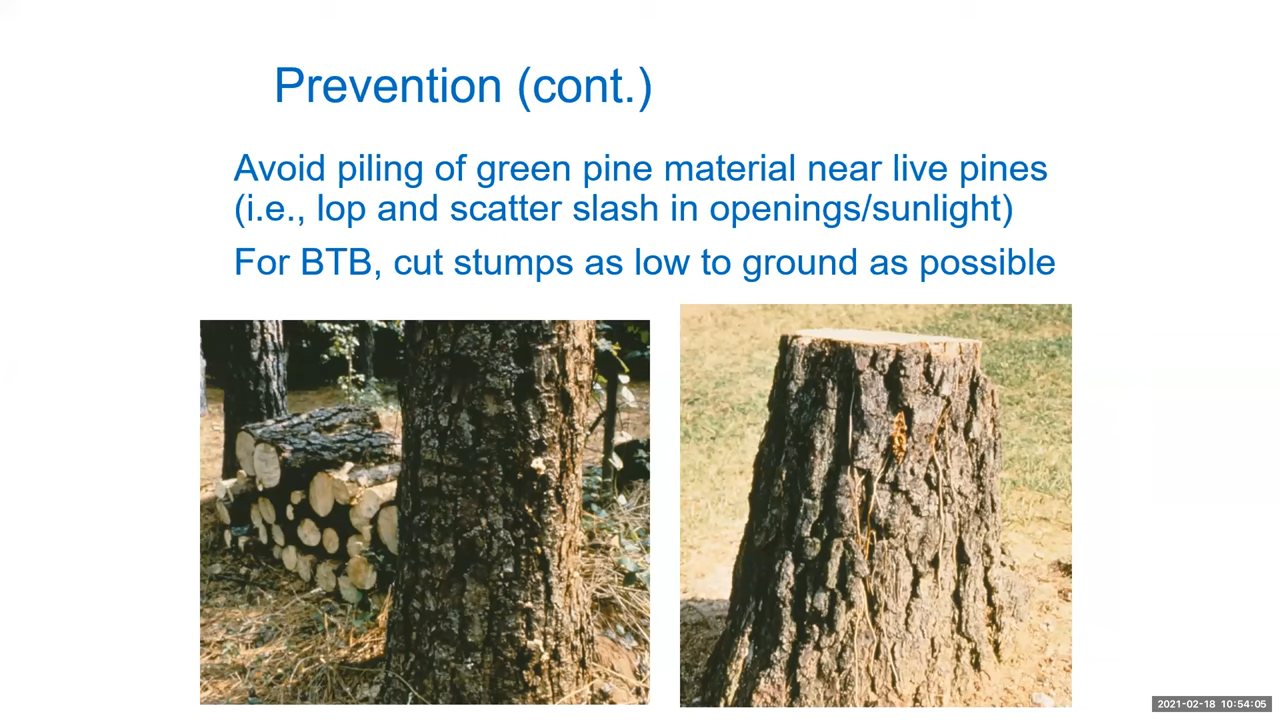 Prevention (cont.)
Avoid piling of green pine material near live pines
(i.e., lop and scatter slash in openings/sunlight)
For BTB, cut stumps as low to ground as possible
2021-02-18 10:54:05